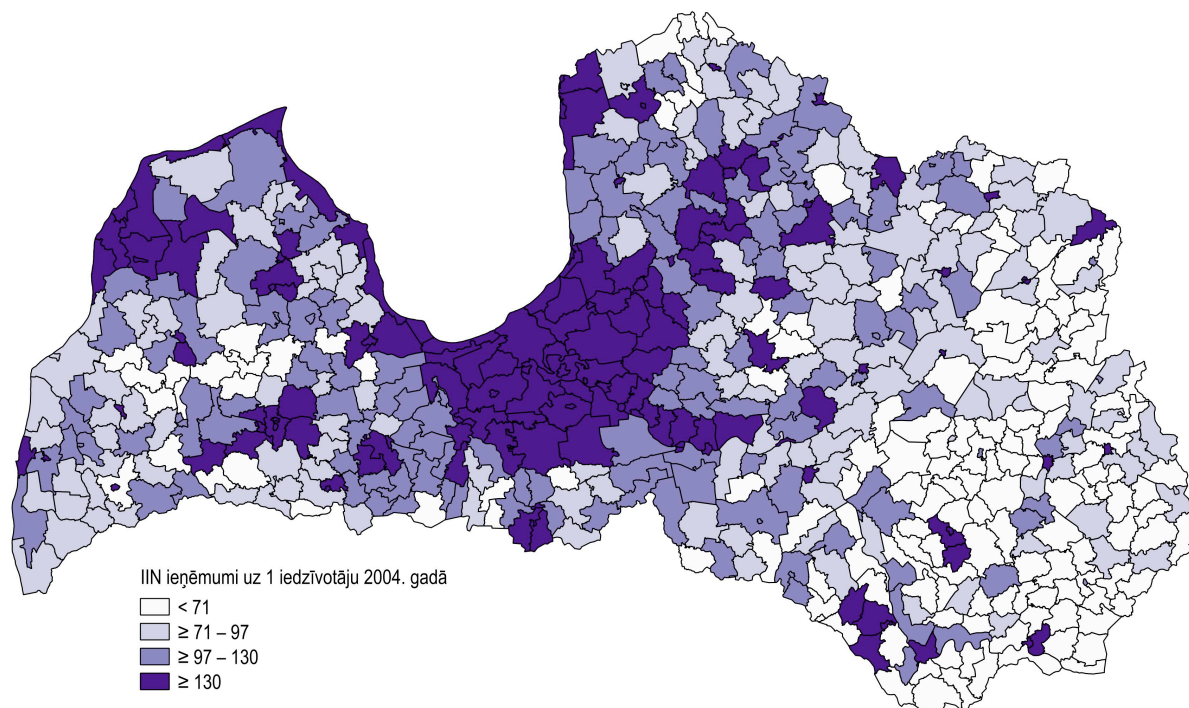 IIN ieņēmumi uz 1 iedzīvotāju 2004. gadā
< 71
≥ 71 – 97
≥ 97 – 130
≥ 130